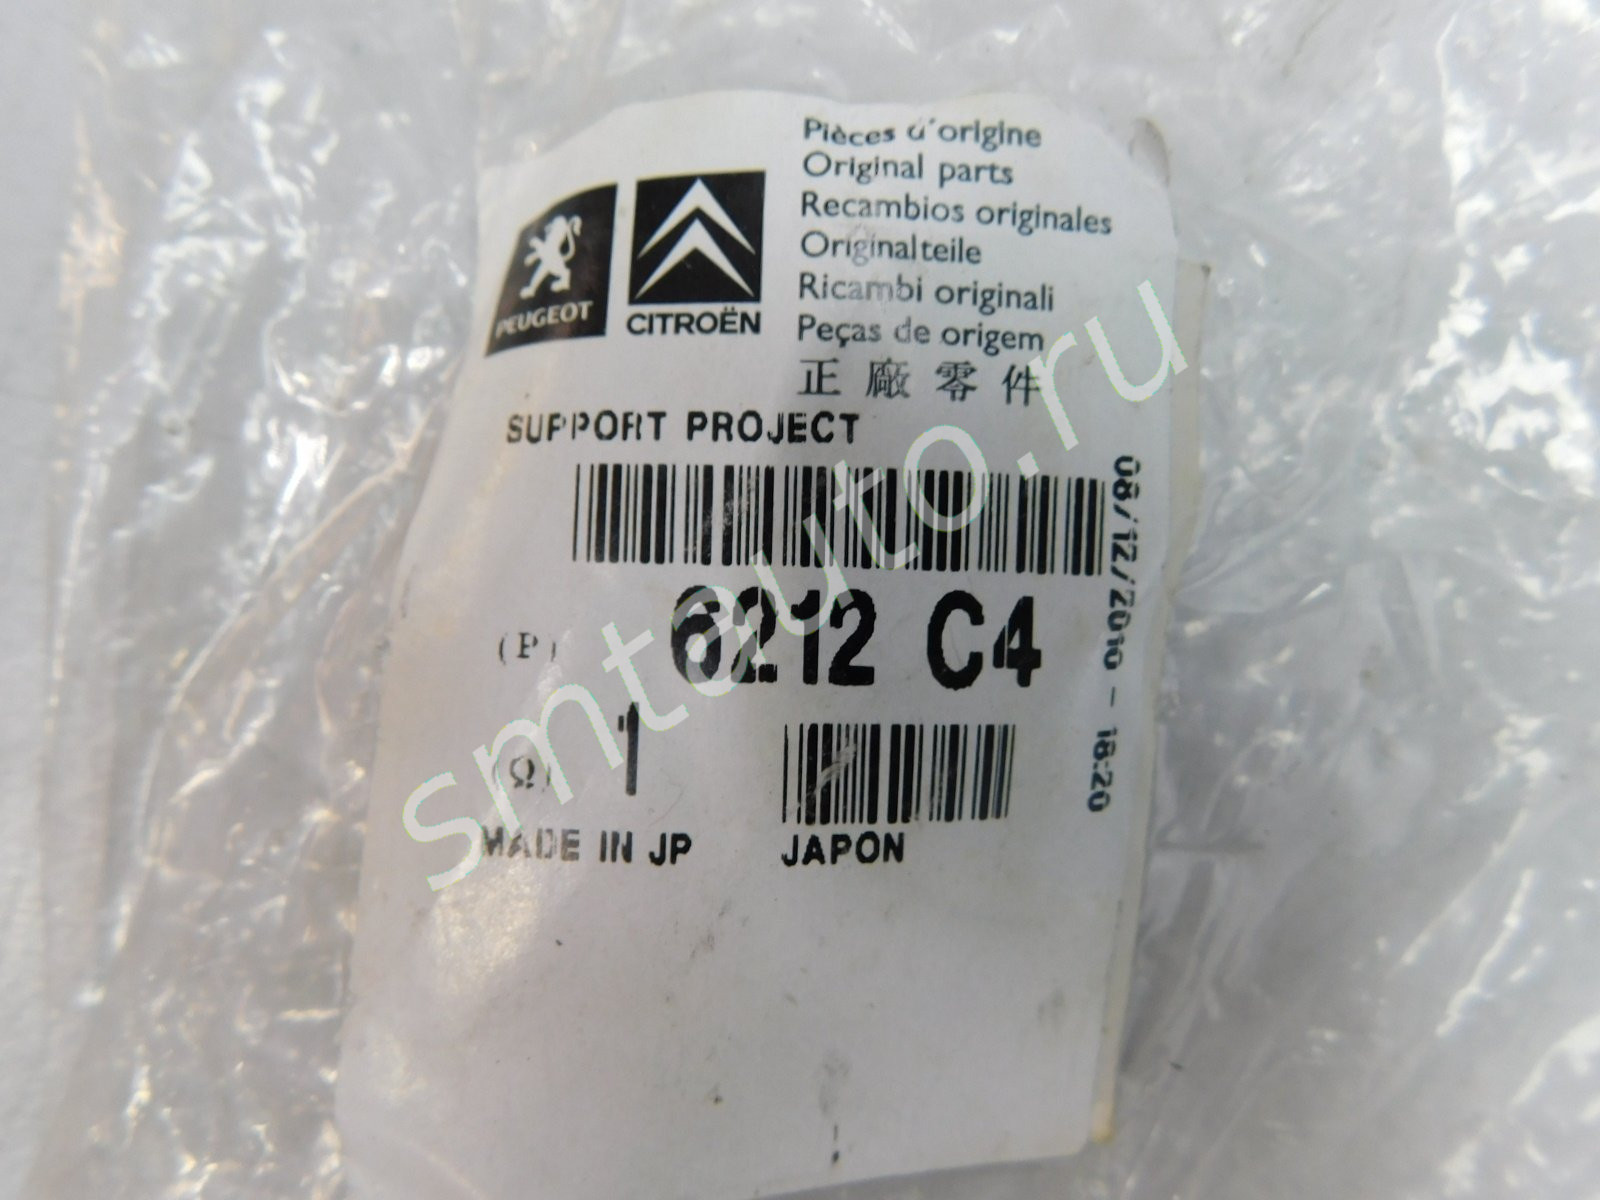 Pièces d'origine
Original parts
Recambios originales
Originalteile
Ricambi originali
Peças de origem
正廠零件
PEUGEOT
CITROËN
SUPPORT PROJECT
08/12/2010 - 18:20
(P) 6212 C4
(Q) 1
MADE IN JP JAPON
smtauto.ru